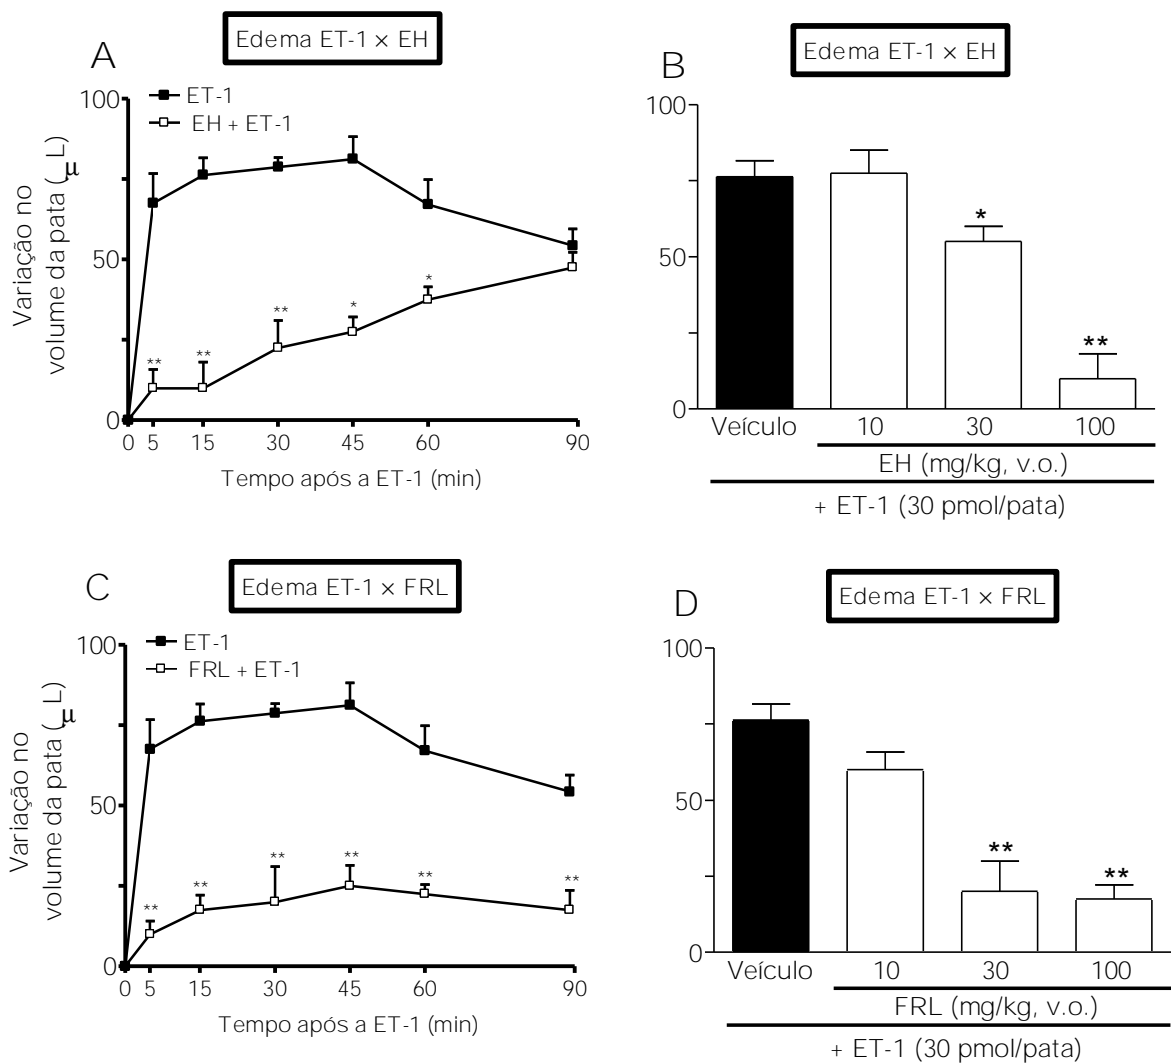 A
Edema ET-1 × EH
ET-1
EH + ET-1
Variação no
volume da pata (_L)
μ
100
50
0
**
**
**
*
*
0 5 15 30 45 60 90
Tempo após a ET-1 (min)
B
Edema ET-1 × EH
100
50
0
*
**
Veículo 10 30 100
EH (mg/kg, v.o.)
+ ET-1 (30 pmol/pata)
C
Edema ET-1 × FRL
ET-1
FRL + ET-1
Variação no
volume da pata (_L)
μ
100
50
0
**
**
**
**
**
**
0 5 15 30 45 60 90
Tempo após a ET-1 (min)
D
Edema ET-1 × FRL
100
50
0
**
**
Veículo 10 30 100
FRL (mg/kg, v.o.)
+ ET-1 (30 pmol/pata)